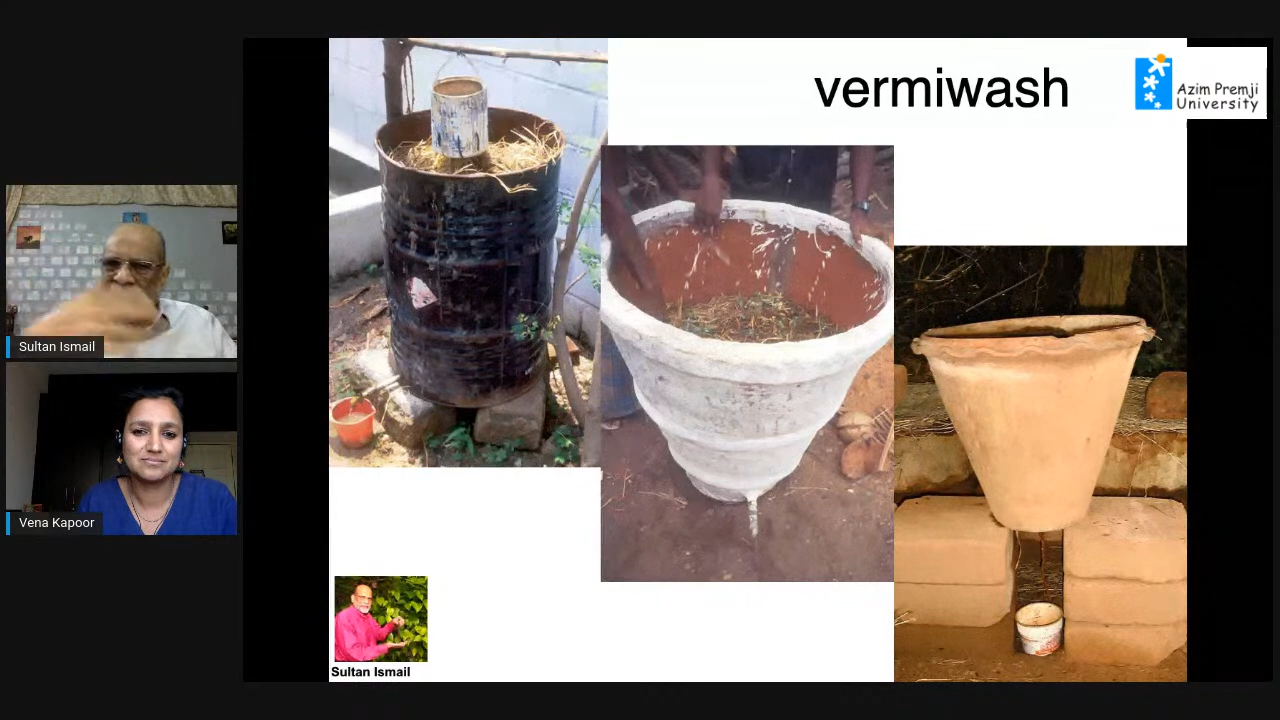 vermiwash
Azim Premji
University
Sultan Ismail
Vena Kapoor
Sultan Ismail